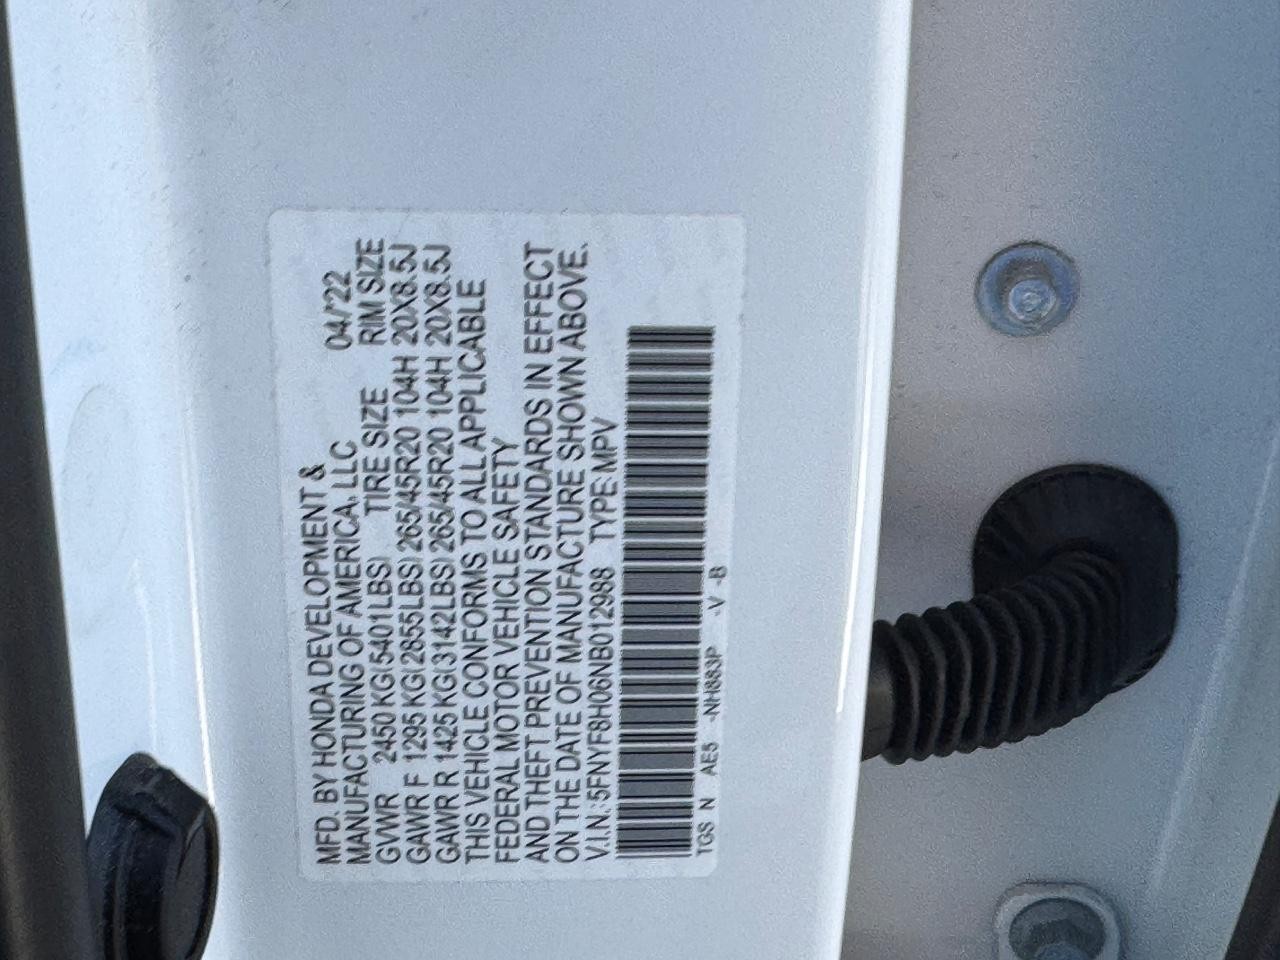 MFD. BY HONDA DEVELOPMENT &
MANUFACTURING OF AMERICA, LLC 04/'22
GVWR 2450 KG(5401LBS) TIRE SIZE RIM SIZE
GAWR F 1295 KG(2855LBS) 265/45R20 104H 20X8.5J
GAWR R 1425 KG(3142LBS) 265/45R20 104H 20X8.5J
THIS VEHICLE CONFORMS TO ALL APPLICABLE
FEDERAL MOTOR VEHICLE SAFETY
AND THEFT PREVENTION STANDARDS IN EFFECT
ON THE DATE OF MANUFACTURE SHOWN ABOVE.
V.I.N.:5FNYF8H06NB012988 TYPE:MPV
TGS N AE5 -NH883P -V -B